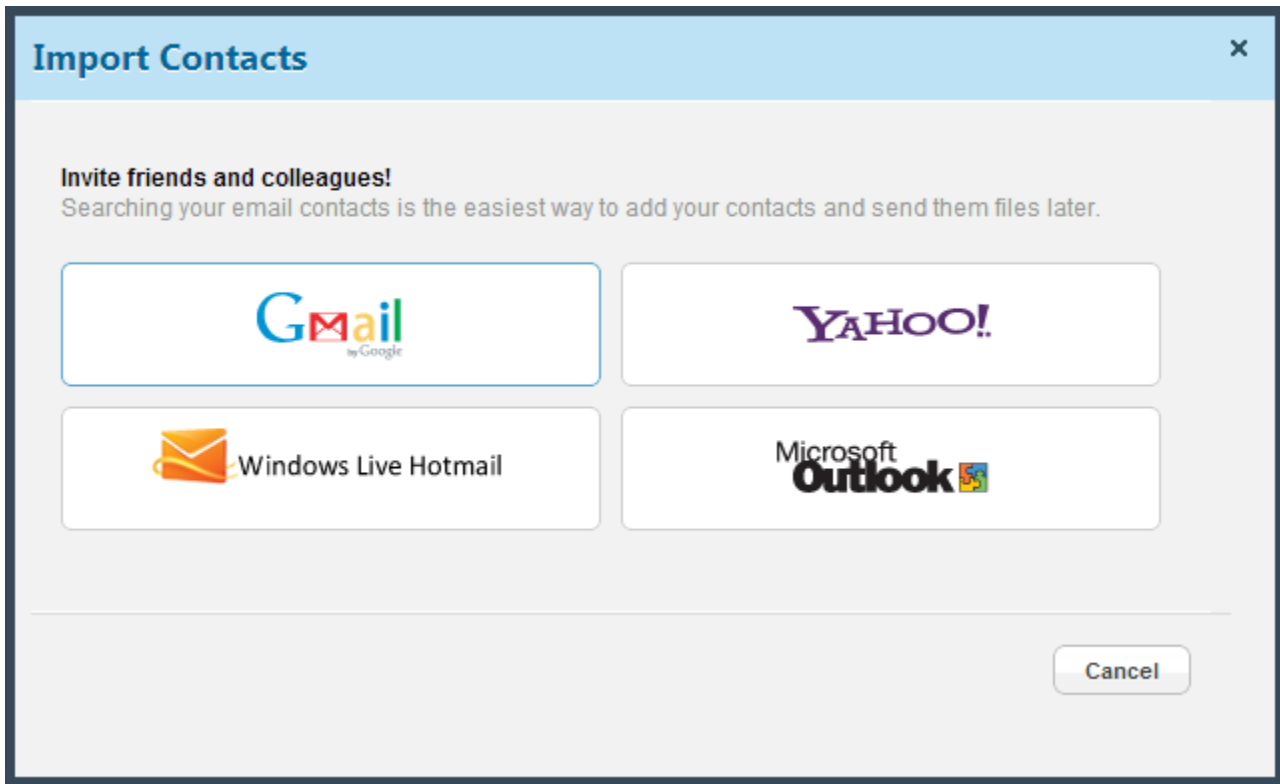 Import Contacts
×
Invite friends and colleagues!
Searching your email contacts is the easiest way to add your contacts and send them files later.
Gmail
by Google
YAHOO!
Windows Live Hotmail
Microsoft
Outlook
Cancel